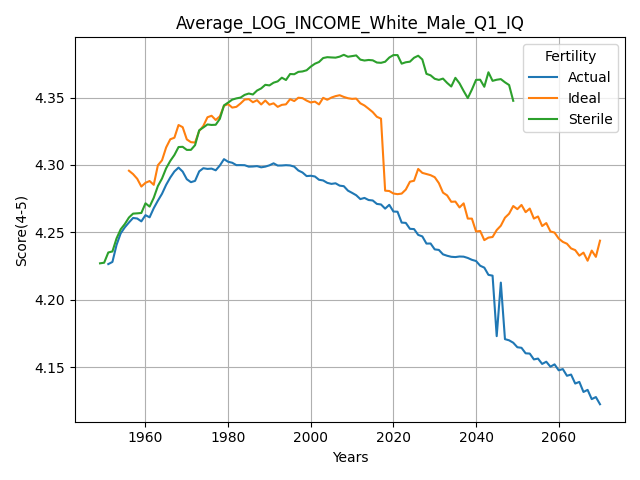 Average_LOG_INCOME_White_Male_Q1_IQ
Fertility
Actual
Ideal
Sterile
Score(4-5)
4.35
4.30
4.25
4.20
4.15
1960
1980
2000
2020
2040
2060
Years